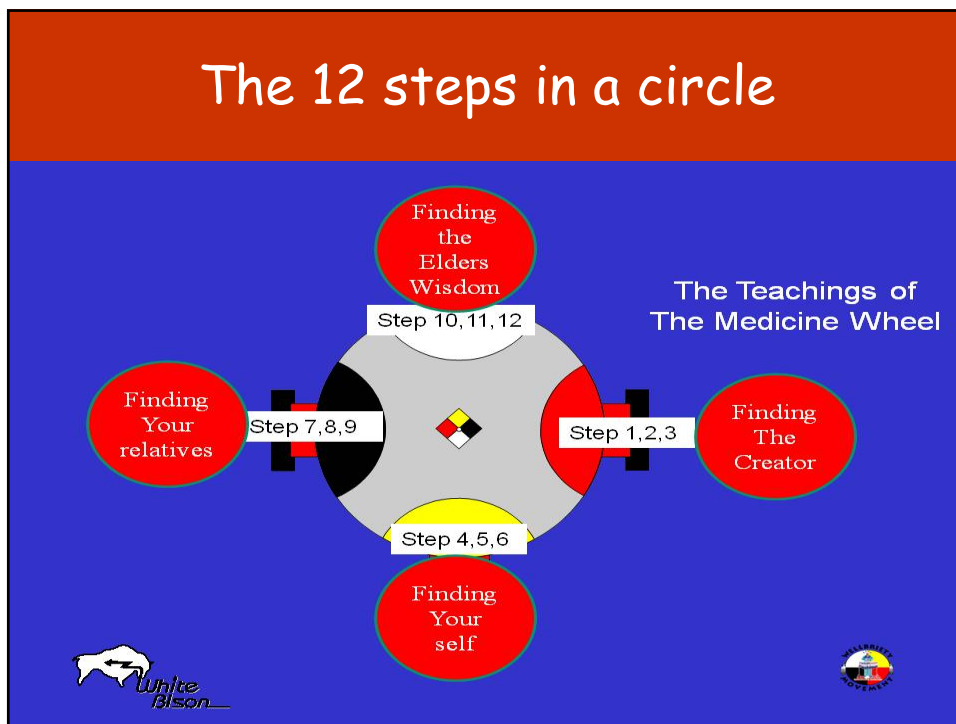 The 12 steps in a circle
Finding
the
Elders
Wisdom
Step 10,11,12
The Teachings of
The Medicine Wheel
Finding
Your
relatives
Step 7,8,9
Step 1,2,3
Finding
The
Creator
Step 4,5,6
Finding
Your
self
White
Bison
WELLBRIETY
MOVEMENT